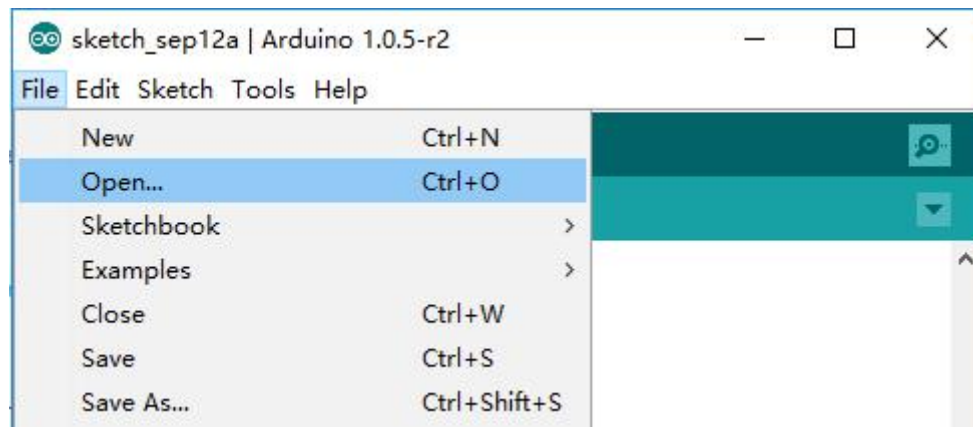 sketch_sep12a | Arduino 1.0.5-r2
File Edit Sketch Tools Help
New Ctrl+N
Open... Ctrl+O
Sketchbook
Examples
Close Ctrl+W
Save Ctrl+S
Save As... Ctrl+Shift+S